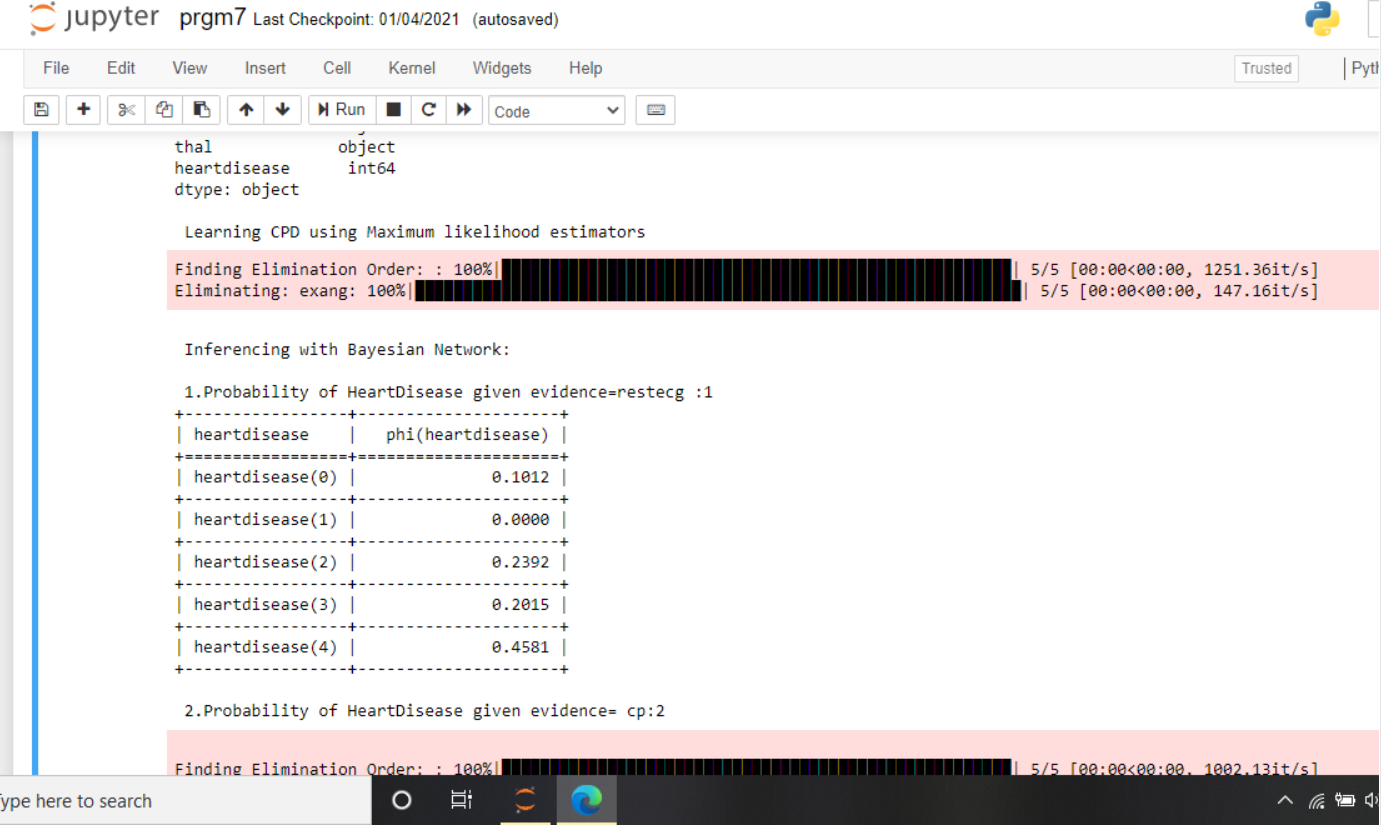 jupyter prgm7 Last Checkpoint: 01/04/2021 (autosaved)
File Edit View Insert Cell Kernel Widgets Help Trusted Pyth
Run Code
thal object
heartdisease int64
dtype: object
Learning CPD using Maximum likelihood estimators
Finding Elimination Order: : 100%| | 5/5 [00:00<00:00, 1251.36it/s]
Eliminating: exang: 100%| | 5/5 [00:00<00:00, 147.16it/s]
Inferencing with Bayesian Network:
1.Probability of HeartDisease given evidence=restecg :1
+-----------------+---------------------+
| heartdisease | phi(heartdisease) |
+=================+=====================+
| heartdisease(0) | 0.1012 |
+-----------------+---------------------+
| heartdisease(1) | 0.0000 |
+-----------------+---------------------+
| heartdisease(2) | 0.2392 |
+-----------------+---------------------+
| heartdisease(3) | 0.2015 |
+-----------------+---------------------+
| heartdisease(4) | 0.4581 |
+-----------------+---------------------+
2.Probability of HeartDisease given evidence= cp:2
Finding Elimination Order: : 100%| | 5/5 [00:00<00:00, 1002.13it/s]
Type here to search